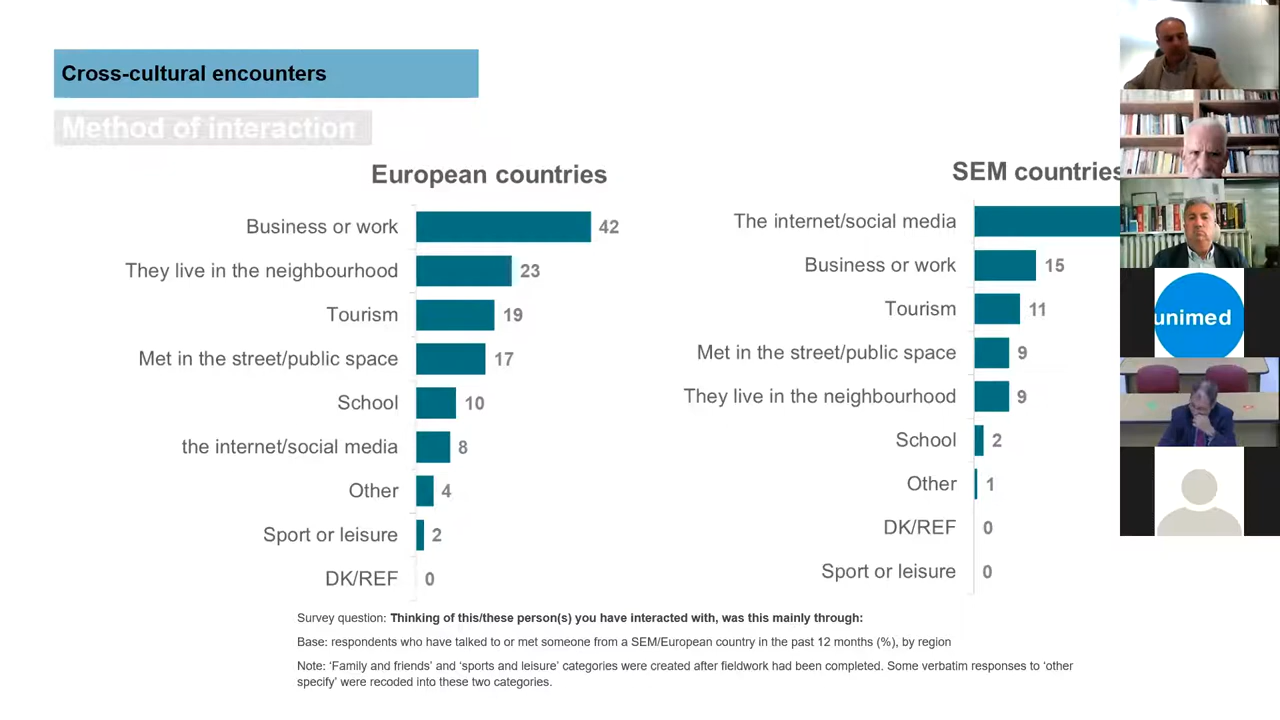 Cross-cultural encounters
Method of interaction
European countries
Business or work 42
They live in the neighbourhood 23
Tourism 19
Met in the street/public space 17
School 10
the internet/social media 8
Other 4
Sport or leisure 2
DK/REF 0
SEM countries
The internet/social media
Business or work 15
Tourism 11
Met in the street/public space 9
They live in the neighbourhood 9
School 2
Other 1
DK/REF 0
Sport or leisure 0
Survey question: Thinking of this/these person(s) you have interacted with, was this mainly through:
Base: respondents who have talked to or met someone from a SEM/European country in the past 12 months (%), by region
Note: ‘Family and friends’ and ‘sports and leisure’ categories were created after fieldwork had been completed. Some verbatim responses to ‘other
specify’ were recoded into these two categories.
unimed